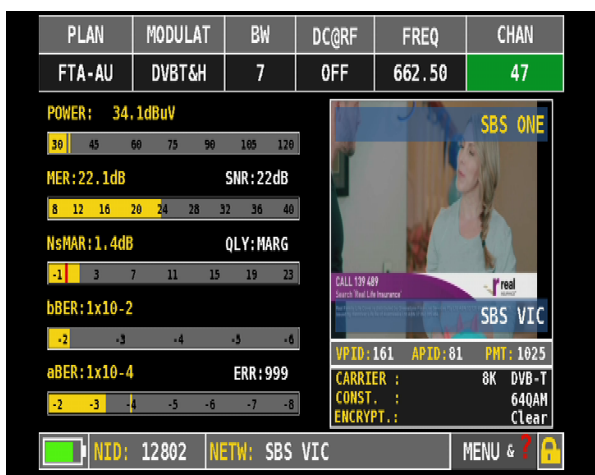 PLAN MODULAT BW DC@RF FREQ CHAN
FTA-AU DVBT&H 7 OFF 662.50 47
POWER: 34.1dBuV
30 45 60 75 90 105 120
MER:22.1dB SNR:22dB
8 12 16 20 24 28 32 36 40
NsMAR:1.4dB QLY:MARG
-1 3 7 11 15 19 23
bBER:1x10-2
-2 -3 -4 -5 -6
aBER:1x10-4 ERR:999
-2 -3 -4 -5 -6 -7 -8
SBS ONE
CALL 139 489
Search 'Real Life Insurance'
real
SBS VIC
VPID:161 APID:81 PMT:1025
CARRIER : 8K DVB-T
CONST. : 64QAM
ENCRYPT.: Clear
NID: 12802 NETW: SBS VIC MENU & ?